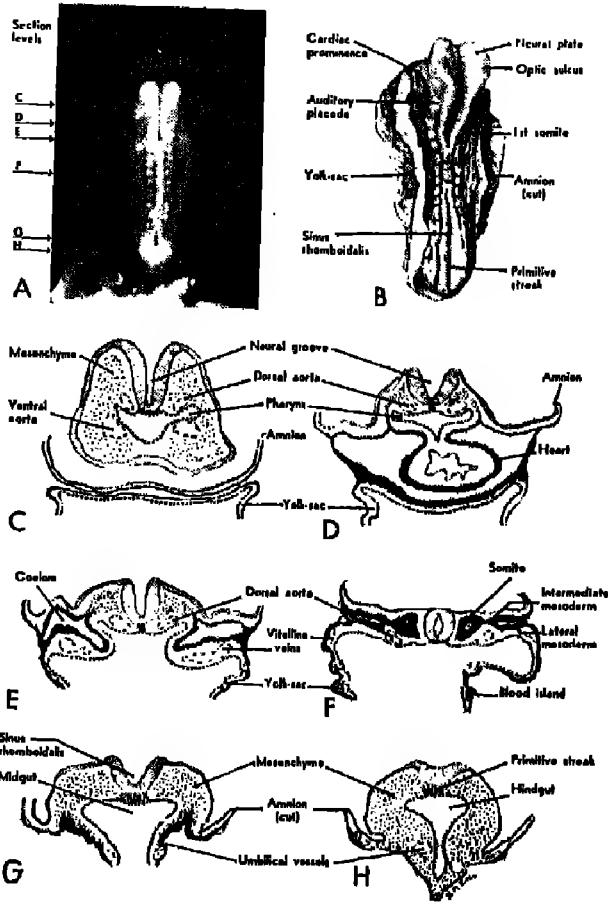 Section
levels
C
D
E
F
G
H
A
Cardiac
prominence
Auditory
placode
Yolk-sac
Sinus
rhomboidalis
Neural plate
Optic sulcus
1st somite
Amnion
(cut)
Primitive
streak
B
Mesenchyme
Ventral
aorta
Neural groove
Dorsal aorta
Pharynx
Amnion
Yolk-sac
Amnion
Heart
C
D
Coelom
Dorsal aorta
Vitelline
veins
Yolk-sac
Somite
Intermediate
mesoderm
Lateral
mesoderm
Blood island
E
F
Sinus
rhomboidalis
Midgut
Mesenchyme
Amnion
(cut)
Umbilical vessels
Primitive streak
Hindgut
G
H